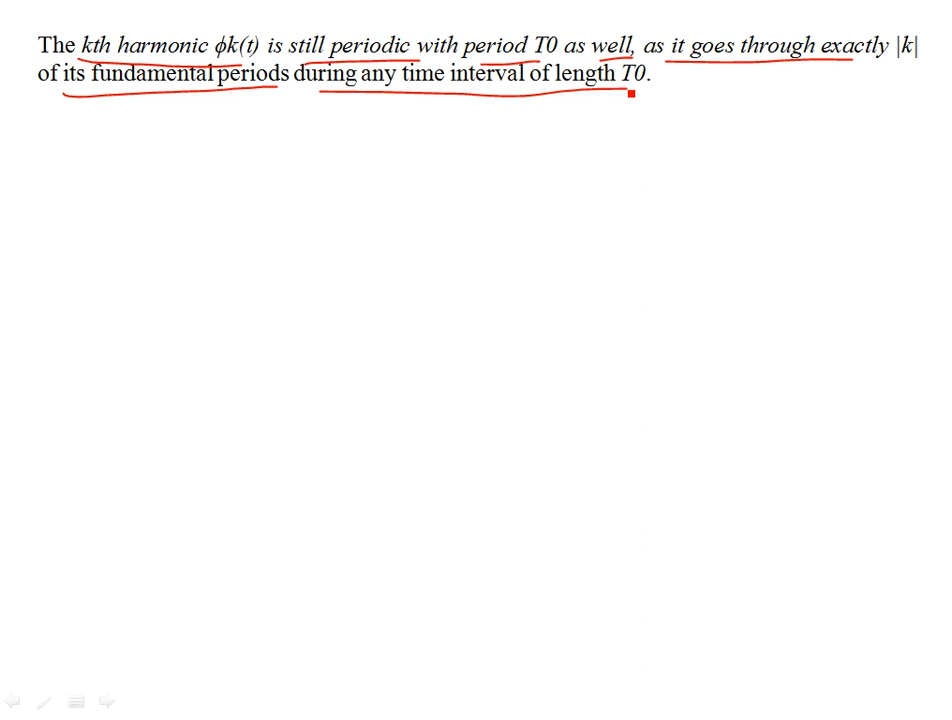 The kth harmonic ϕk(t) is still periodic with period T0 as well, as it goes through exactly |k|
of its fundamental periods during any time interval of length T0.